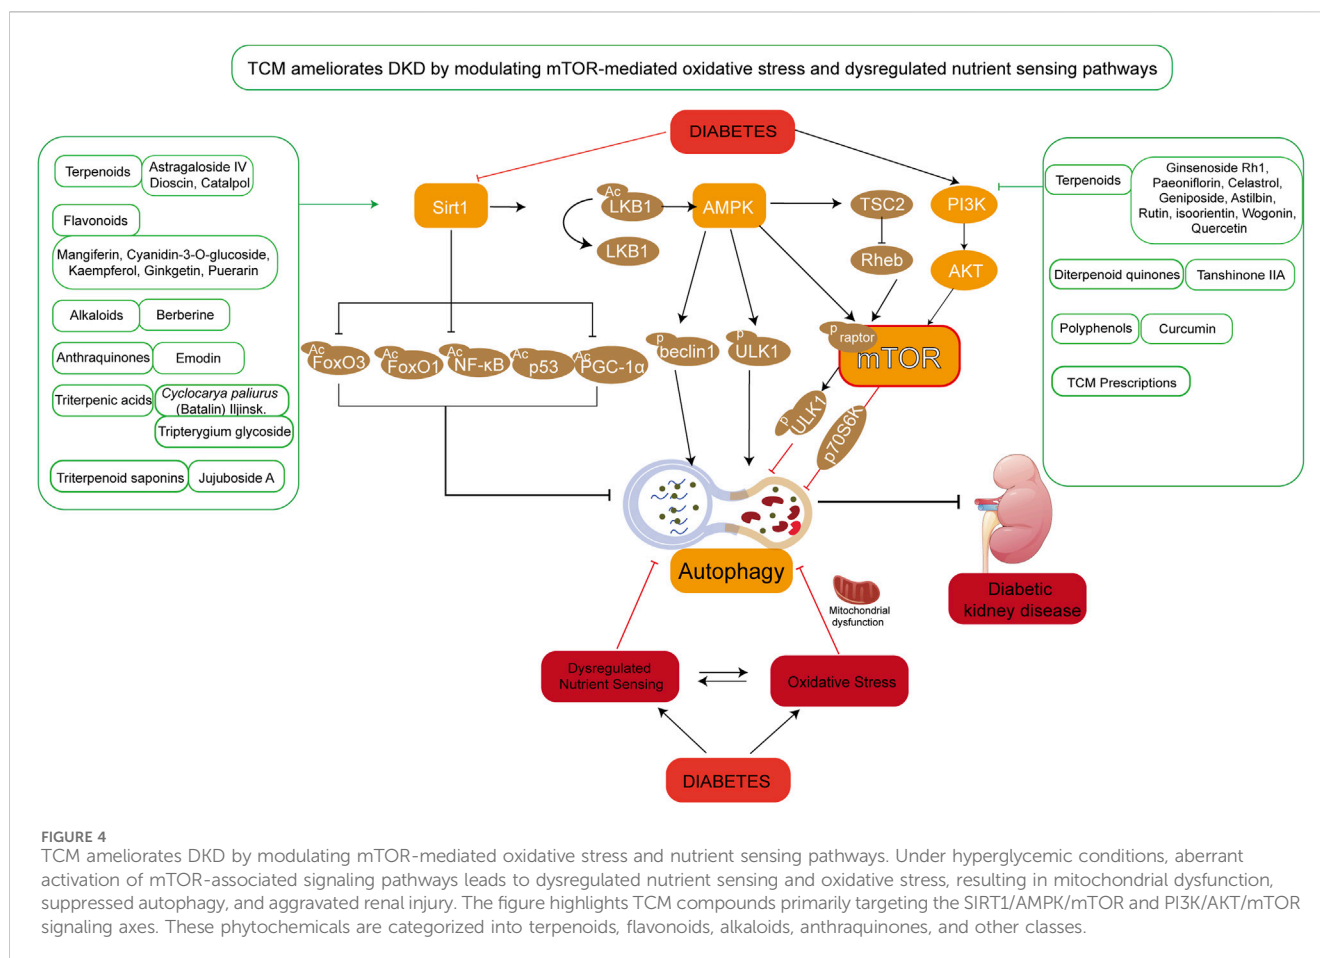 TCM ameliorates DKD by modulating mTOR-mediated oxidative stress and dysregulated nutrient sensing pathways
DIABETES
Terpenoids
Astragaloside IV
Dioscin, Catalpol
Flavonoids
Mangiferin, Cyanidin-3-O-glucoside,
Kaempferol, Ginkgetin, Puerarin
Alkaloids
Berberine
Anthraquinones
Emodin
Triterpenic acids
Cyclocarya paliurus
(Batalin) Iljinsk.
Tripterygium glycoside
Triterpenoid saponins
Jujuboside A
Sirt1
Ac
LKB1
LKB1
AMPK
TSC2
Rheb
PI3K
AKT
Ac
FoxO3
Ac
FoxO1
Ac
NF-κB
Ac
p53
Ac
PGC-1α
p
beclin1
p
ULK1
p
raptor
mTOR
p
ULK1
p70S6K
Terpenoids
Ginsenoside Rh1,
Paeoniflorin, Celastrol,
Geniposide, Astilbin,
Rutin, isoorientin, Wogonin,
Quercetin
Diterpenoid quinones
Tanshinone IIA
Polyphenols
Curcumin
TCM Prescriptions
Autophagy
Mitochondrial
dysfunction
Diabetic
kidney disease
Dysregulated
Nutrient Sensing
Oxidative Stress
DIABETES
FIGURE 4
TCM ameliorates DKD by modulating mTOR-mediated oxidative stress and nutrient sensing pathways. Under hyperglycemic conditions, aberrant
activation of mTOR-associated signaling pathways leads to dysregulated nutrient sensing and oxidative stress, resulting in mitochondrial dysfunction,
suppressed autophagy, and aggravated renal injury. The figure highlights TCM compounds primarily targeting the SIRT1/AMPK/mTOR and PI3K/AKT/mTOR
signaling axes. These phytochemicals are categorized into terpenoids, flavonoids, alkaloids, anthraquinones, and other classes.